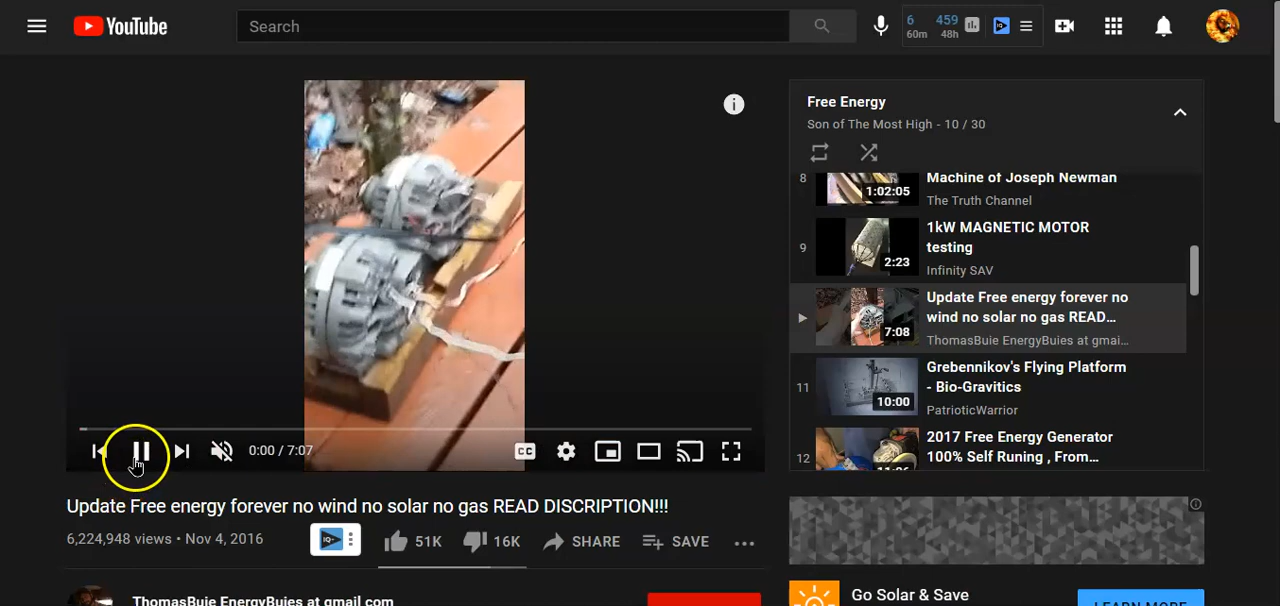 YouTube
Search
6 459
60m 48h
IQ
Free Energy
Son of The Most High - 10 / 30
8
Machine of Joseph Newman
1:02:05
The Truth Channel
9
1kW MAGNETIC MOTOR
testing
2:23
Infinity SAV
Update Free energy forever no
wind no solar no gas READ...
7:08
ThomasBuie EnergyBuies at gmai...
11
Grebennikov's Flying Platform
- Bio-Gravitics
10:00
PatrioticWarrior
12
2017 Free Energy Generator
100% Self Runing , From...
0:00 / 7:07
CC
Update Free energy forever no wind no solar no gas READ DISCRIPTION!!!
6,224,948 views • Nov 4, 2016
IQ
51K
16K
SHARE
SAVE
ThomasBuie EnergyBuies at gmail com
Go Solar & Save
LEARN MORE